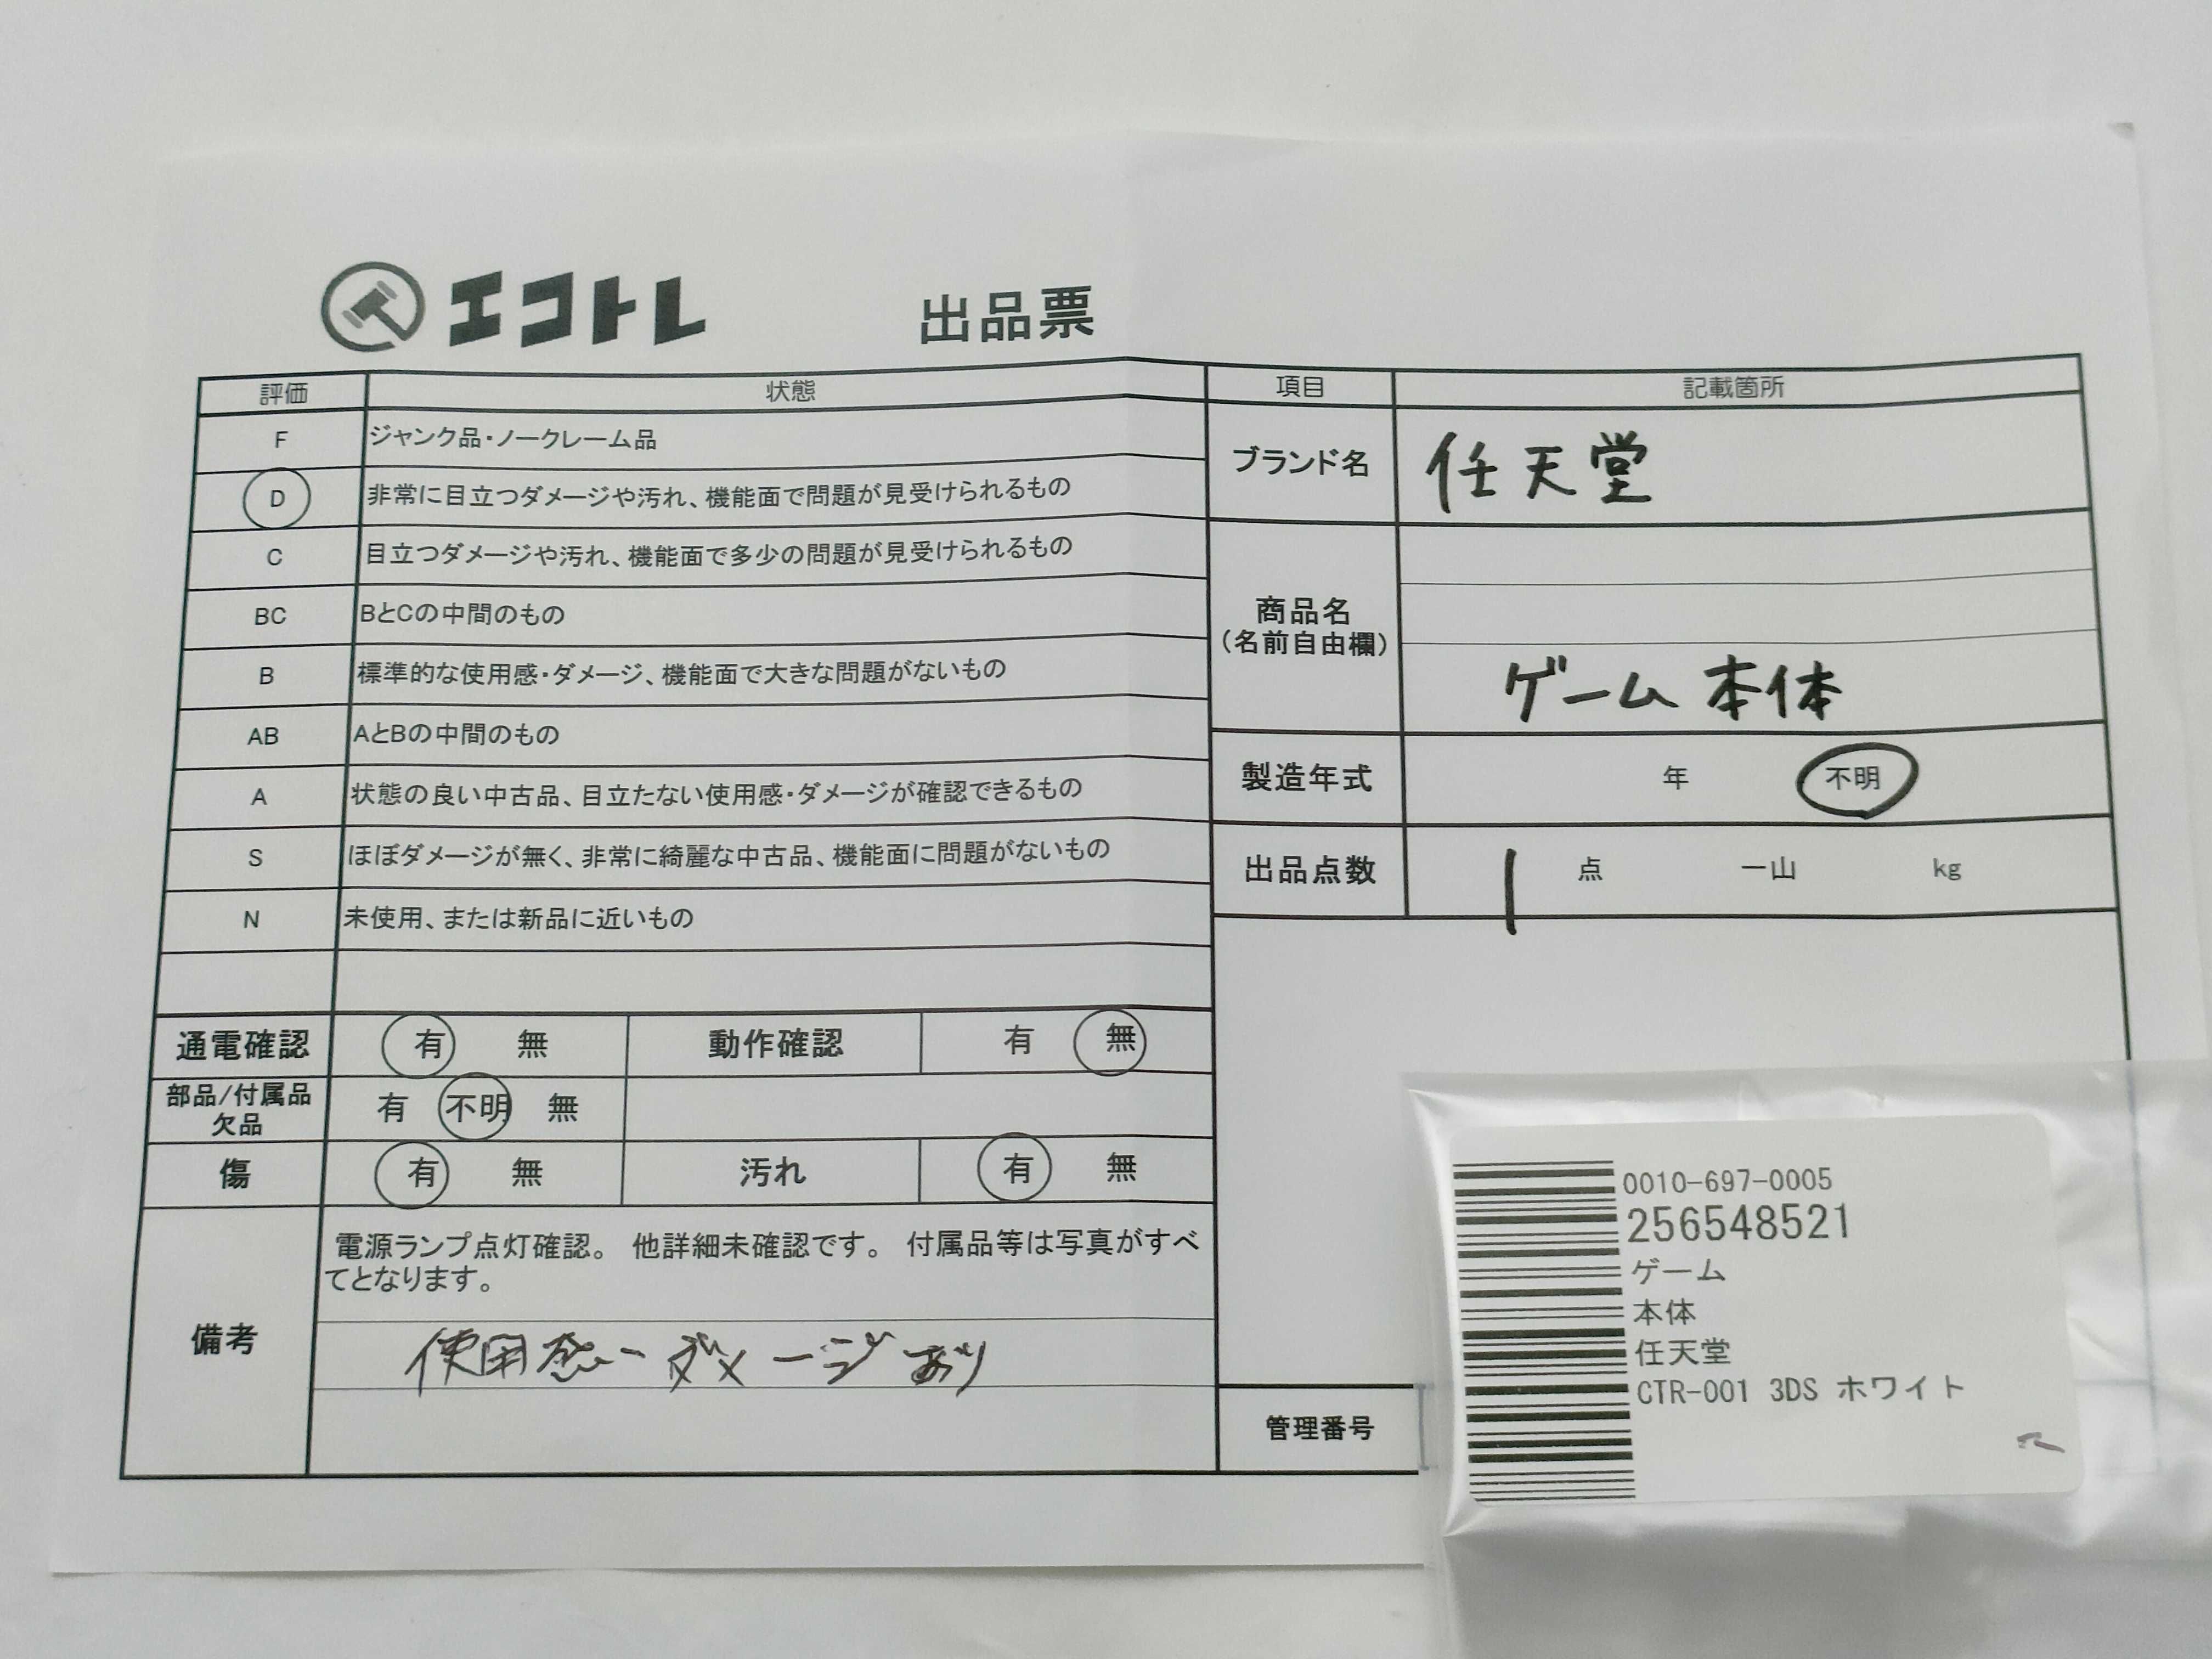 エコトレ
出品票
評価 状態
F ジャンク品・ノークレーム品
D 非常に目立つダメージや汚れ、機能面で問題が見受けられるもの
C 目立つダメージや汚れ、機能面で多少の問題が見受けられるもの
BC BとCの中間のもの
B 標準的な使用感・ダメージ、機能面で大きな問題がないもの
AB AとBの中間のもの
A 状態の良い中古品、目立たない使用感・ダメージが確認できるもの
S ほぼダメージが無く、非常に綺麗な中古品、機能面に問題がないもの
N 未使用、または新品に近いもの
通電確認 有 無 動作確認 有 無
部品/付属品
欠品
有 不明 無
傷 有 無 汚れ 有 無
備考
電源ランプ点灯確認。 他詳細未確認です。 付属品等は写真がすべ
てとなります。
使用感・ダメージあり
項目 記載箇所
ブランド名 任天堂
商品名
(名前自由欄)
ゲーム 本体
製造年式 年 不明
出品点数 1 点 一山 kg
管理番号
0010-697-0005
256548521
ゲーム
本体
任天堂
CTR-001 3DS ホワイト